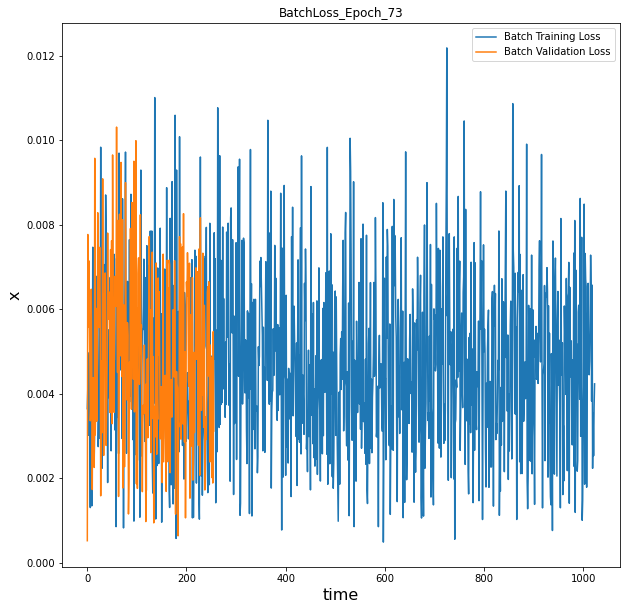 BatchLoss_Epoch_73
Batch Training Loss
Batch Validation Loss
0.012
0.010
0.008
0.006
0.004
0.002
0.000
x
0 200 400 600 800 1000
time